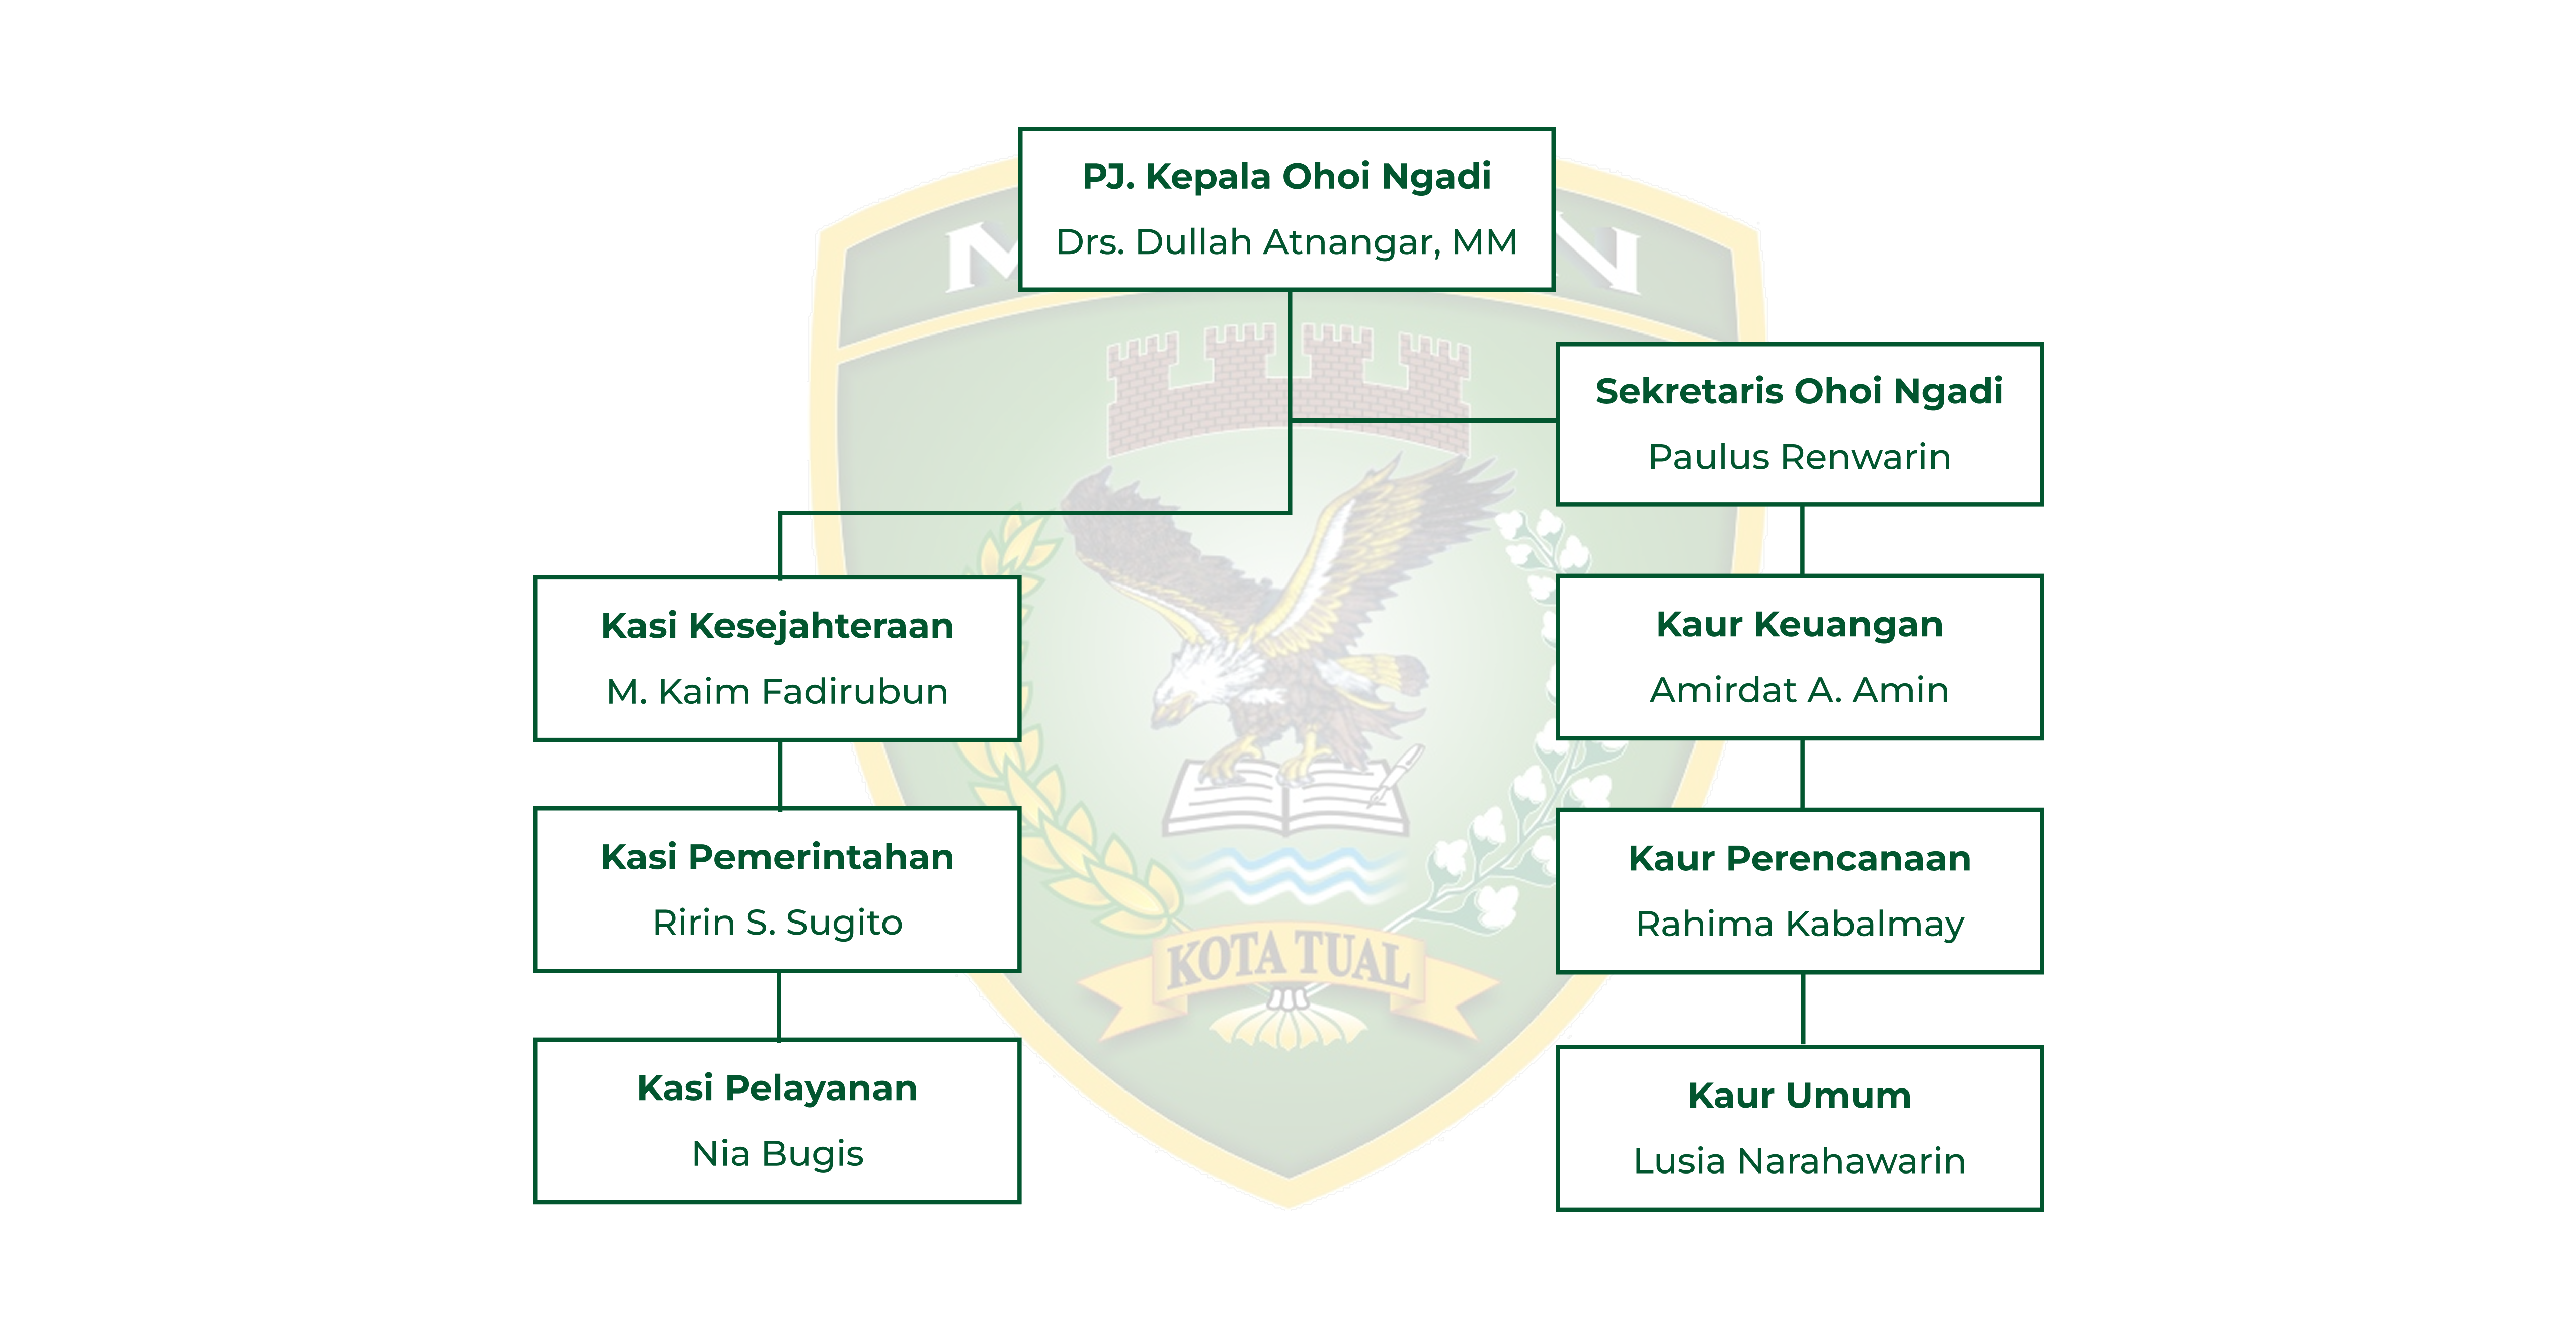 PJ. Kepala Ohoi Ngadi
Drs. Dullah Atnangar, MM
Sekretaris Ohoi Ngadi
Paulus Renwarin
Kasi Kesejahteraan
M. Kaim Fadirubun
Kasi Pemerintahan
Ririn S. Sugito
Kasi Pelayanan
Nia Bugis
Kaur Keuangan
Amirdat A. Amin
Kaur Perencanaan
Rahima Kabalmay
Kaur Umum
Lusia Narahawarin
KOTA TUAL